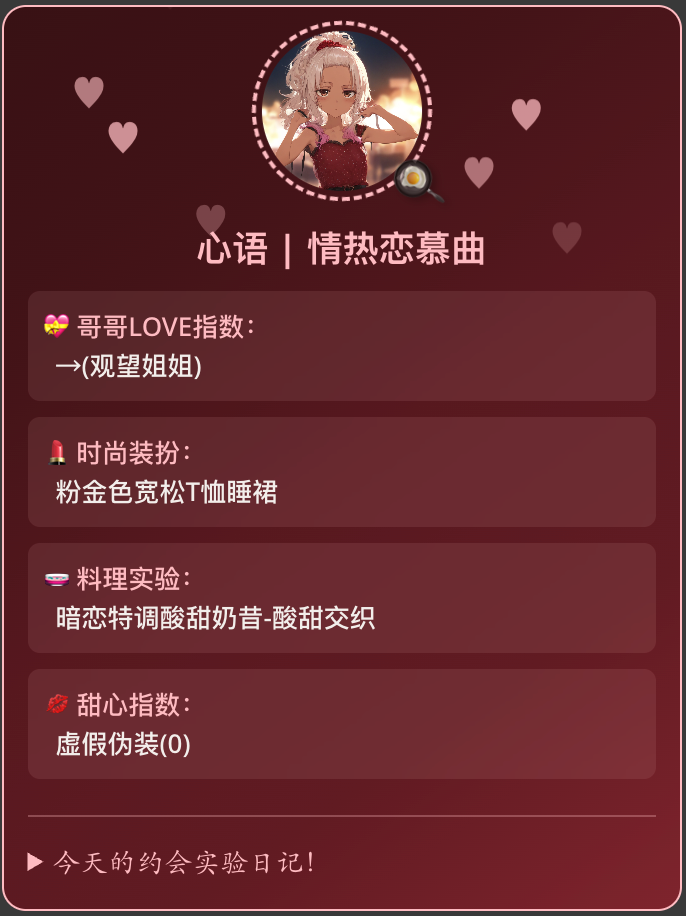 心语 | 情热恋慕曲
哥哥LOVE指数：
→(观望姐姐)
时尚装扮：
粉金色宽松T恤睡裙
料理实验：
暗恋特调酸甜奶昔-酸甜交织
甜心指数：
虚假伪装(0)
今天的约会实验日记！